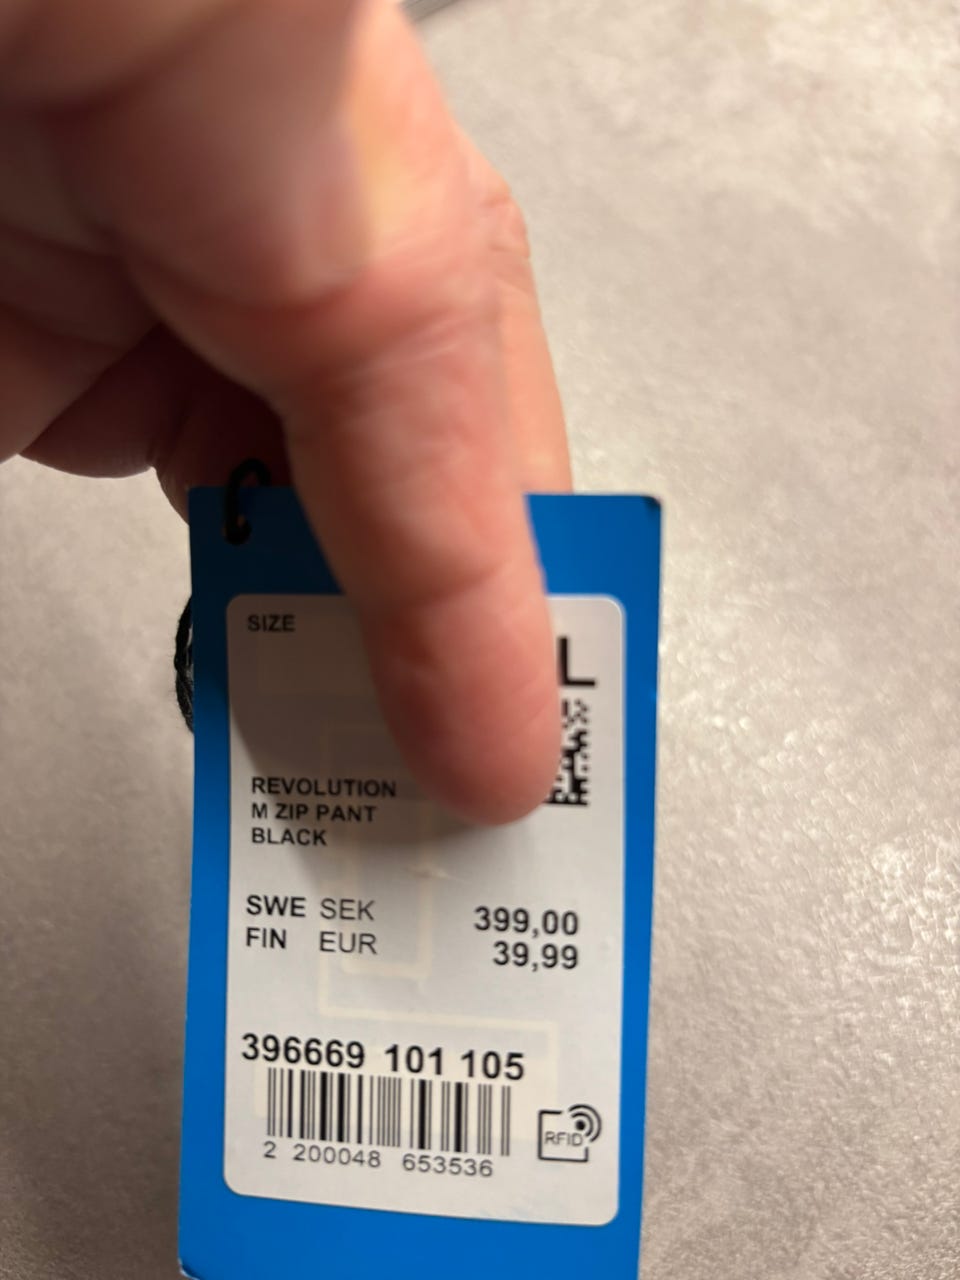 SIZE
REVOLUTION
M ZIP PANT
BLACK
SWE SEK 399,00
FIN EUR 39,99
396669 101 105
RFID
2 200048 653536